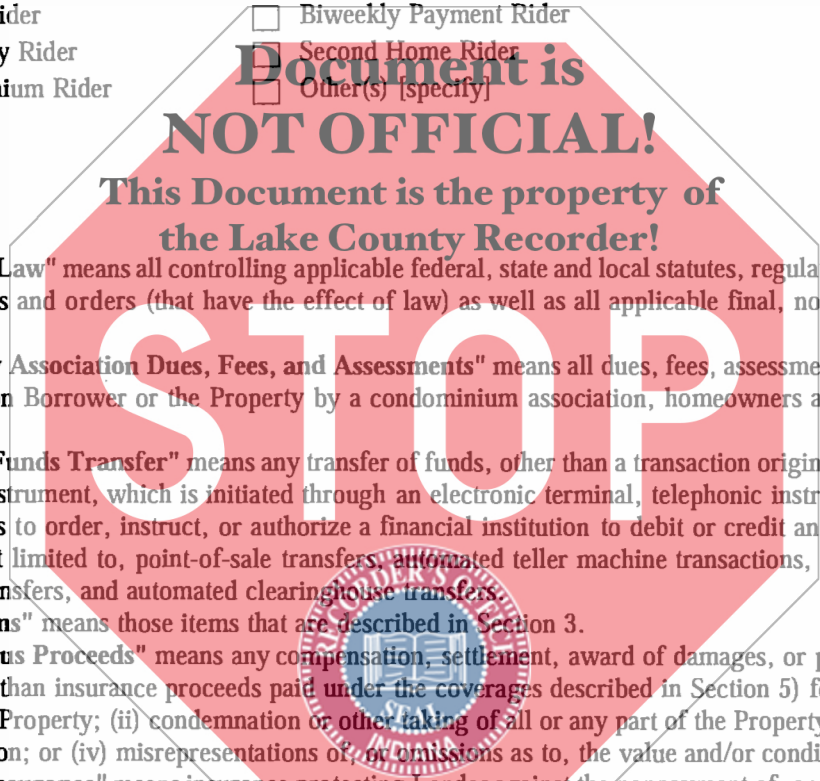 ider ☐ Biweekly Payment Rider
y Rider ☐ Second Home Rider
ium Rider ☐ Other(s) [specify]
Document is
NOT OFFICIAL!
This Document is the property of
the Lake County Recorder!
Law" means all controlling applicable federal, state and local statutes, regula
s and orders (that have the effect of law) as well as all applicable final, no
Association Dues, Fees, and Assessments" means all dues, fees, assessme
n Borrower or the Property by a condominium association, homeowners a
STOP
Funds Transfer" means any transfer of funds, other than a transaction origin
strument, which is initiated through an electronic terminal, telephonic instr
s to order, instruct, or authorize a financial institution to debit or credit an
t limited to, point-of-sale transfers, automated teller machine transactions,
nsfers, and automated clearinghouse transfers.
ns" means those items that are described in Section 3.
us Proceeds" means any compensation, settlement, award of damages, or p
than insurance proceeds paid under the coverages described in Section 5) f
Property; (ii) condemnation or other taking of all or any part of the Property
on; or (iv) misrepresentations of, or omissions as to, the value and/or condi
RECORDER'S OFFICE
SEAL